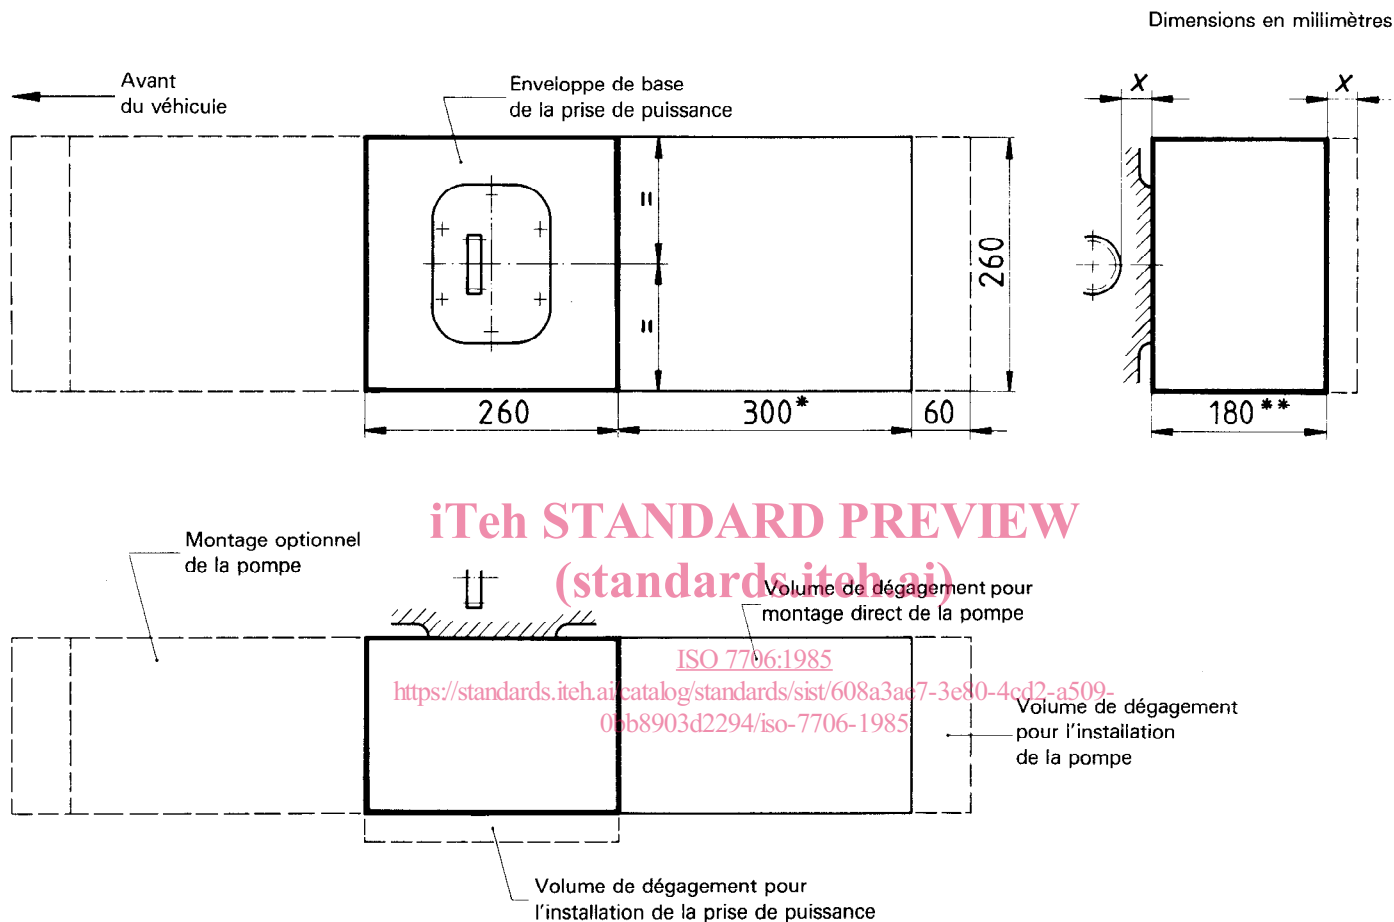 Dimensions en millimètres
Avant
du véhicule
Enveloppe de base
de la prise de puissance
X
X
=
=
260
260
300*
60
180**
iTeh STANDARD PREVIEW
(standards.iteh.ai)
Montage optionnel
de la pompe
Volume de dégagement pour
montage direct de la pompe
ISO 7706:1985
https://standards.iteh.ai/catalog/standards/sist/608a3ae7-3e80-4cd2-a509-
0bb8903d2294/iso-7706-1985
Volume de dégagement
pour l'installation
de la pompe
Volume de dégagement pour
l'installation de la prise de puissance